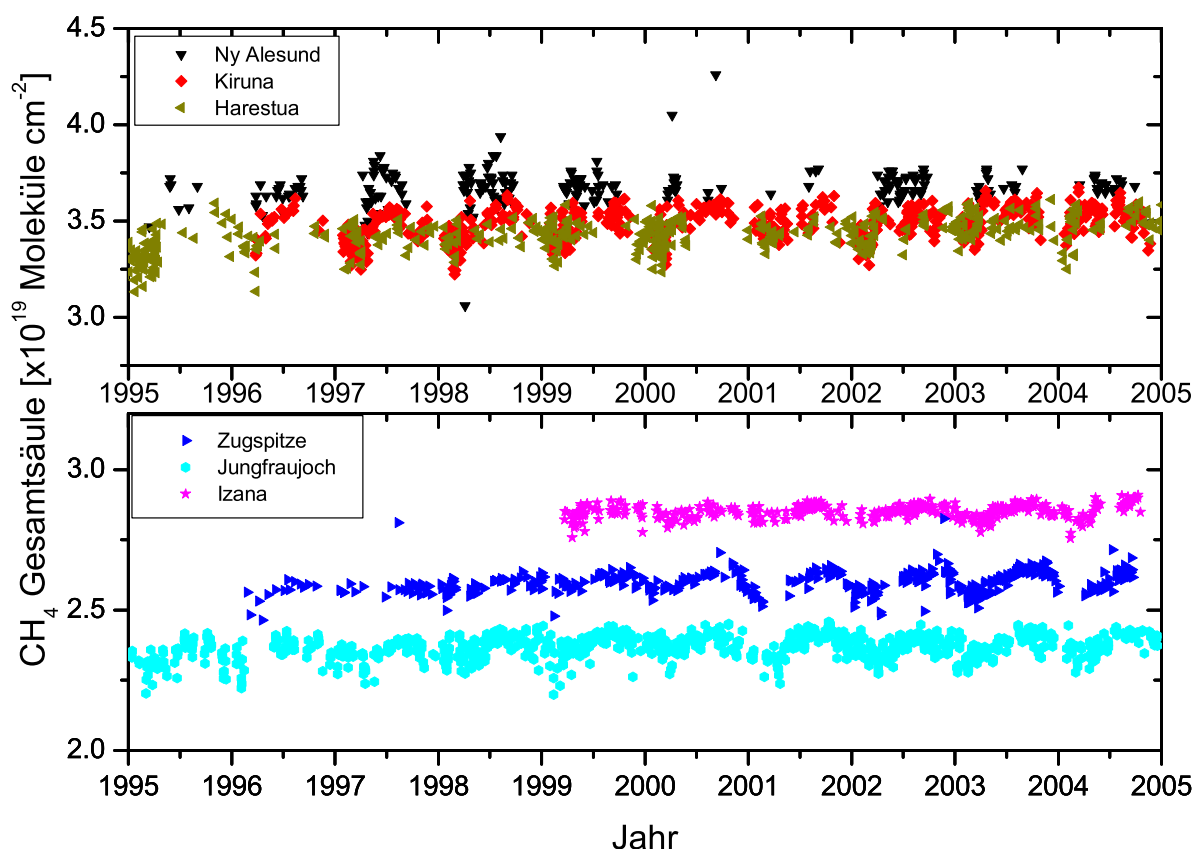 CH4 Gesamtsäule [x10^19 Moleküle cm^-2]
4.5
4.0
3.5
3.0
Ny Alesund
Kiruna
Harestua
1995 1996 1997 1998 1999 2000 2001 2002 2003 2004 2005
3.0
2.5
2.0
Zugspitze
Jungfraujoch
Izana
1995 1996 1997 1998 1999 2000 2001 2002 2003 2004 2005
Jahr